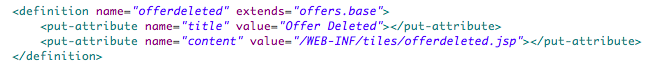 <definition name="offerdeleted" extends="offers.base">
    <put-attribute name="title" value="Offer Deleted"></put-attribute>
    <put-attribute name="content" value="/WEB-INF/tiles/offerdeleted.jsp"></put-attribute>
</definition>